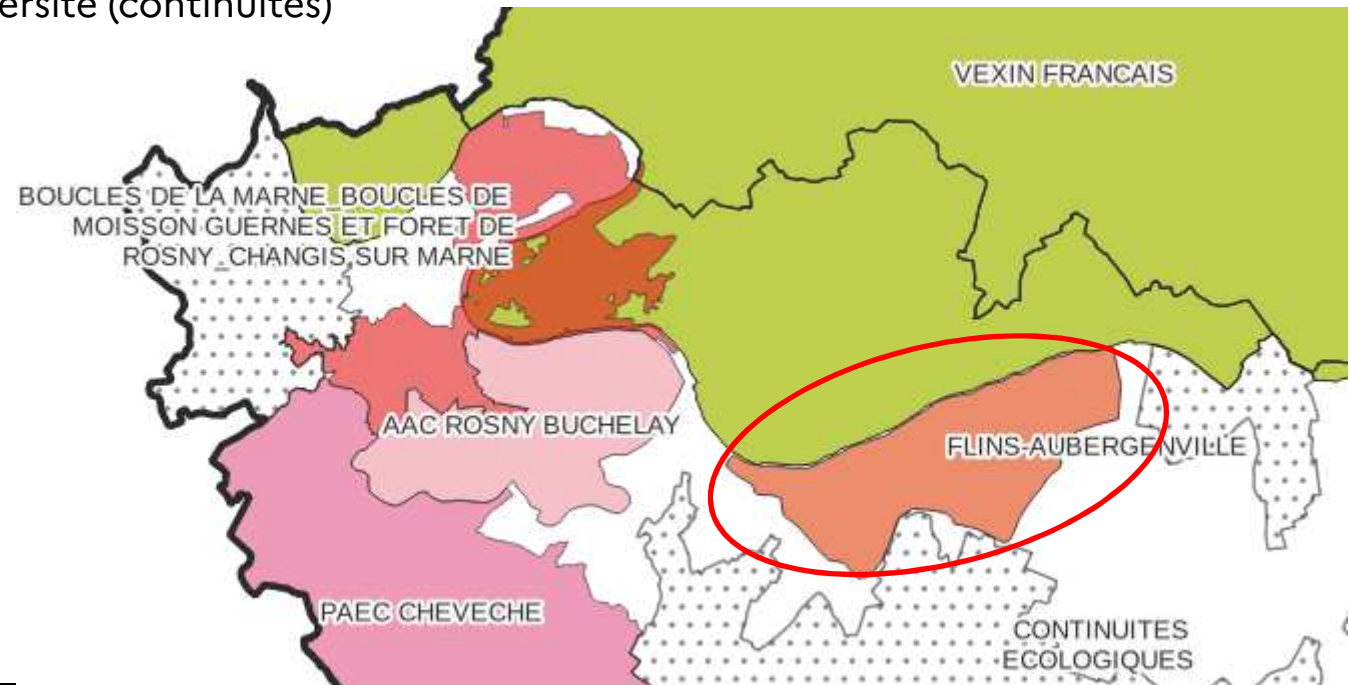 ersité (continuités)
VEXIN FRANCAIS
BOUCLES DE LA MARNE_BOUCLES DE
MOISSON GUERNES ET FORET DE
ROSNY_CHANGIS SUR MARNE
AAC ROSNY BUCHELAY
FLINS-AUBERGENVILLE
PAEC CHEVECHE
CONTINUITES
ECOLOGIQUES